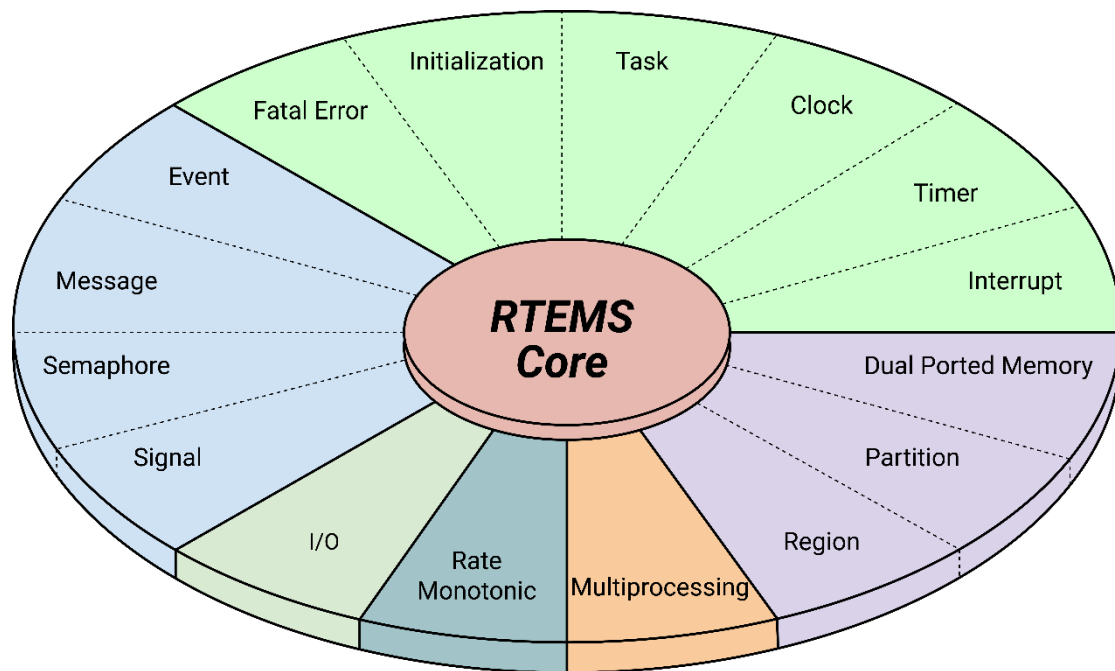 Initialization
Task
Fatal Error
Clock
Event
Timer
Message
Interrupt
RTEMS
Core
Semaphore
Dual Ported Memory
Signal
Partition
I/O
Region
Rate
Monotonic
Multiprocessing